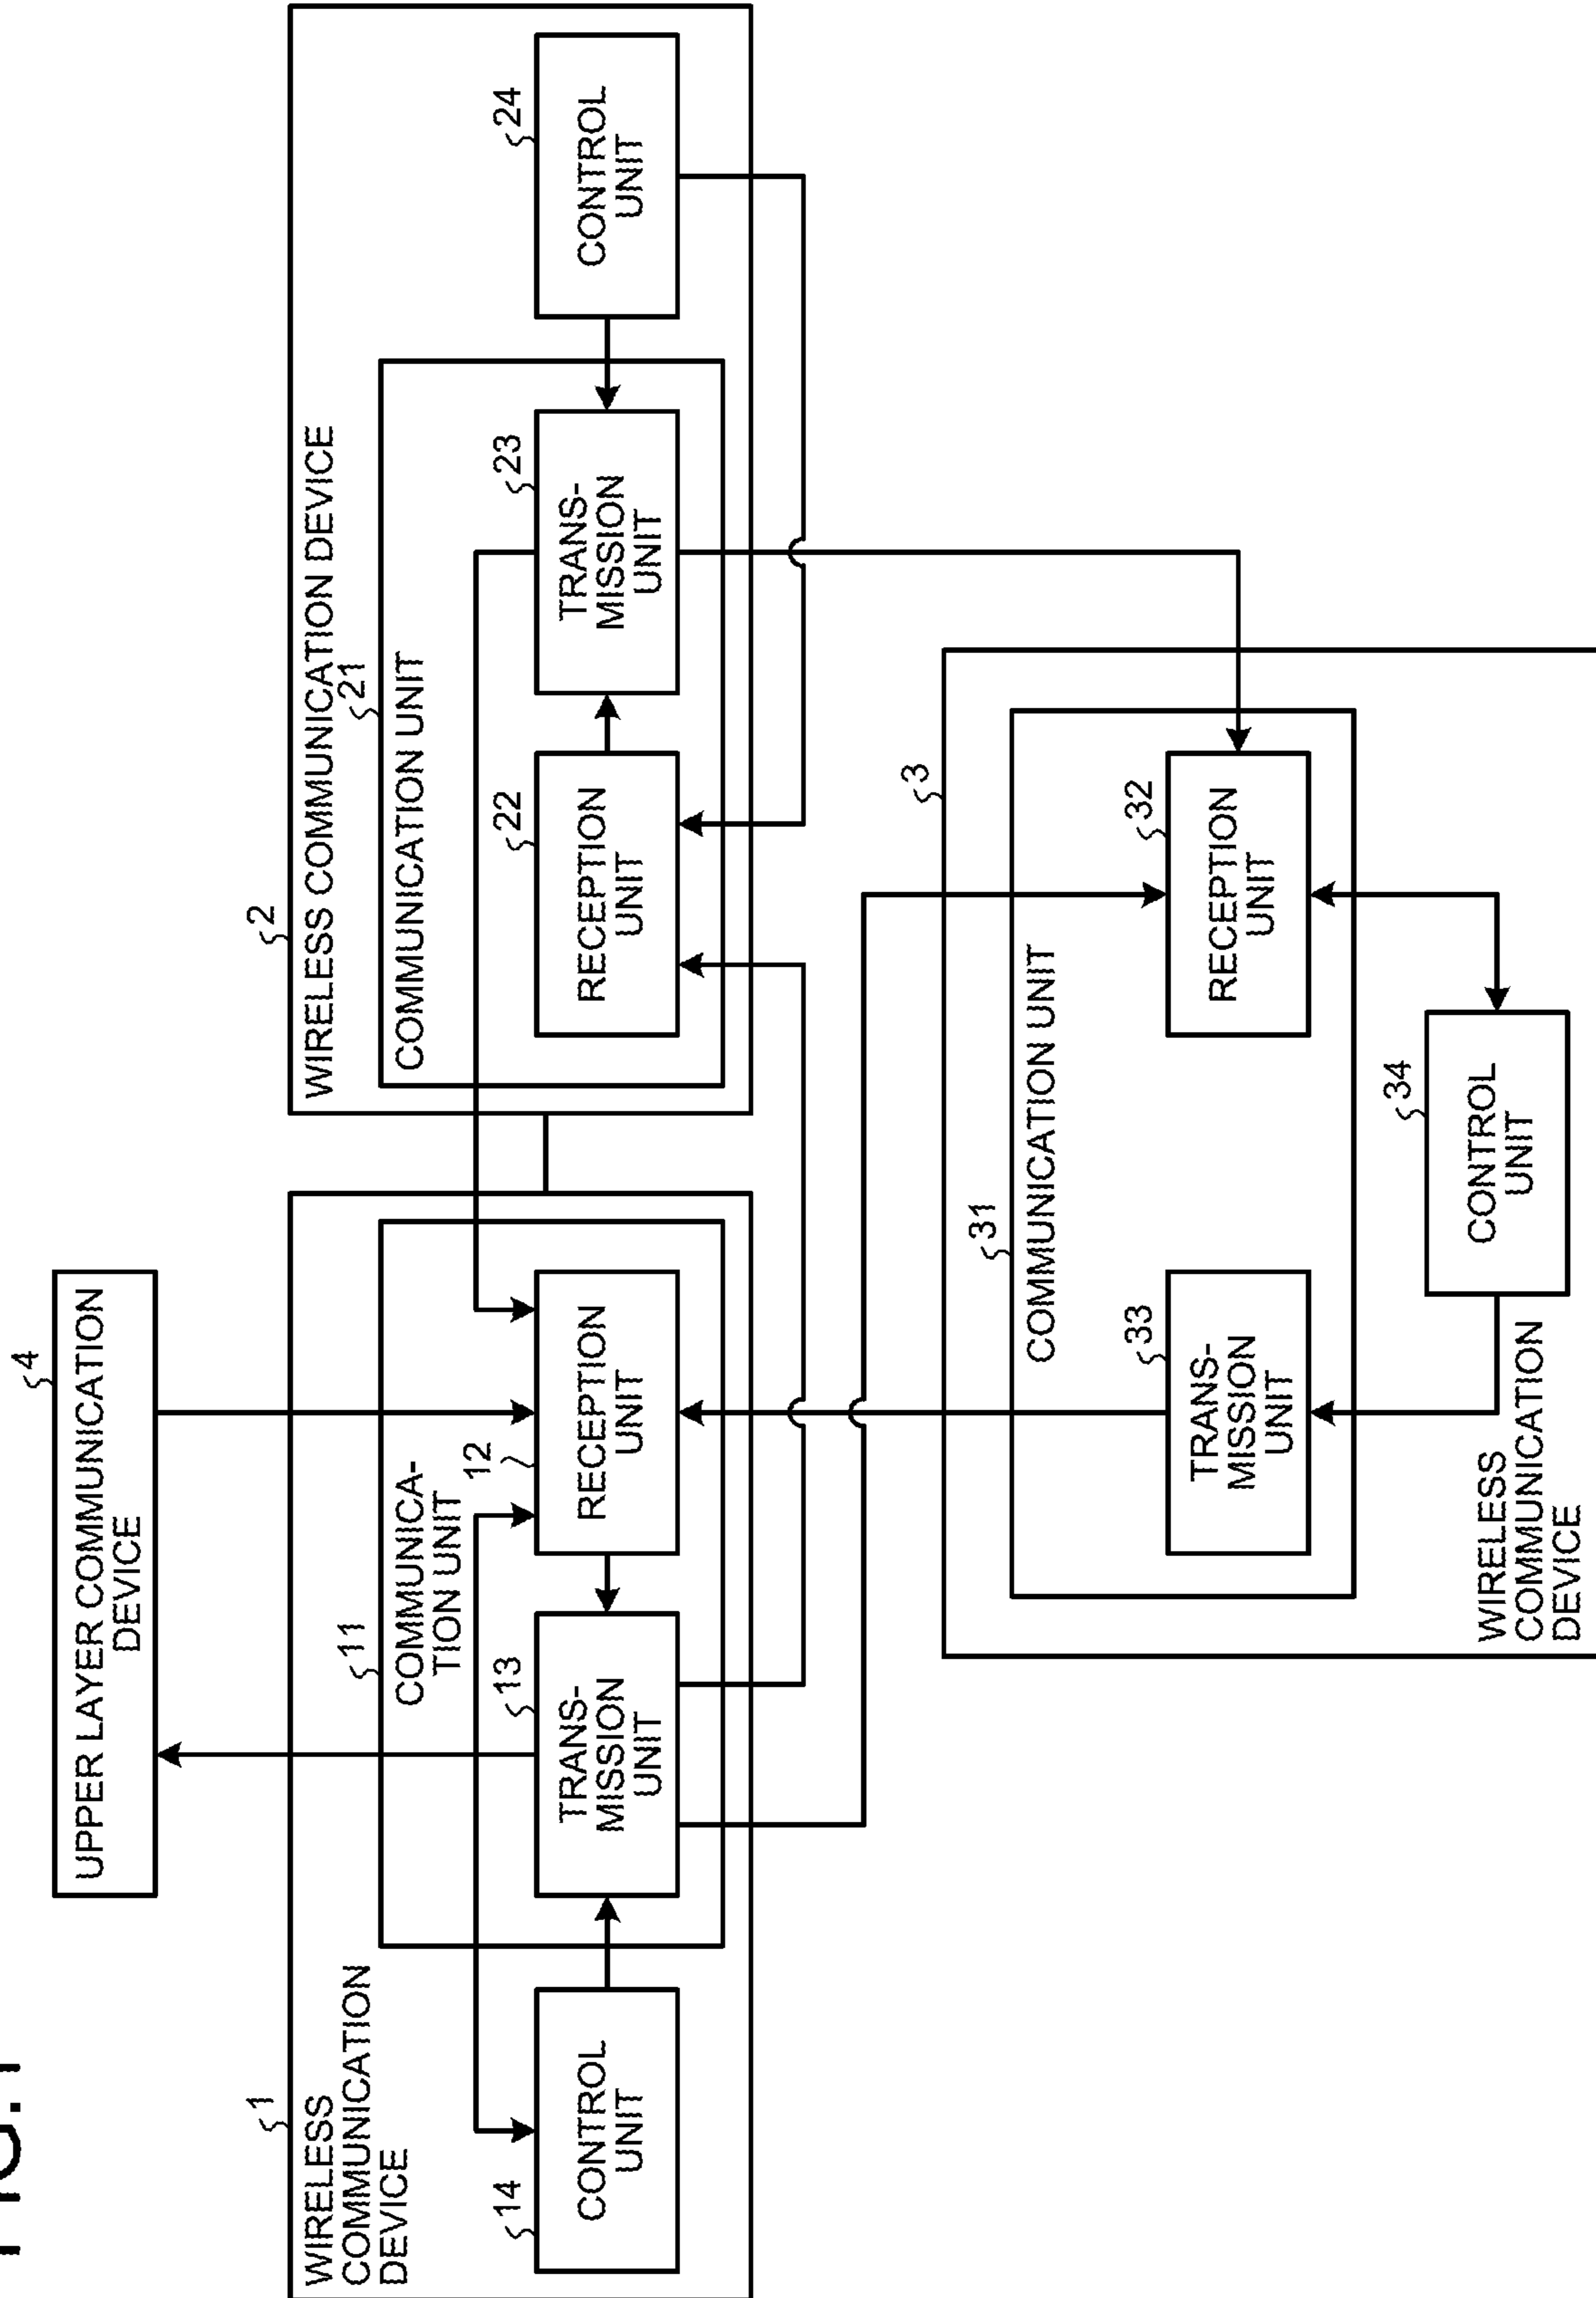 FIG.1
4
UPPER LAYER COMMUNICATION
DEVICE
1
WIRELESS
COMMUNICATION
DEVICE
11
COMMUNICA-
TION UNIT
14
CONTROL
UNIT
13
TRANS-
MISSION
UNIT
12
RECEPTION
UNIT
2
WIRELESS COMMUNICATION DEVICE
21
COMMUNICATION UNIT
22
RECEPTION
UNIT
23
TRANS-
MISSION
UNIT
24
CONTROL
UNIT
3
31
COMMUNICATION UNIT
33
TRANS-
MISSION
UNIT
32
RECEPTION
UNIT
34
CONTROL
UNIT
WIRELESS
COMMUNICATION
DEVICE